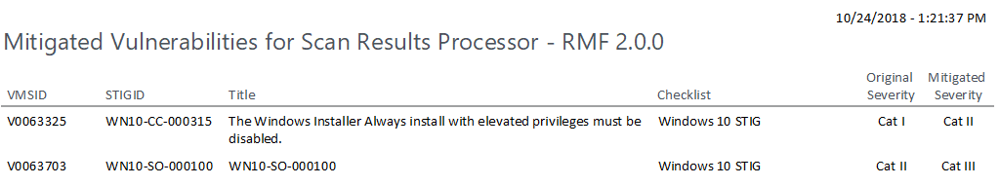 10/24/2018 - 1:21:37 PM
Mitigated Vulnerabilities for Scan Results Processor - RMF 2.0.0
Original Mitigated
VMSID STIGID Title Checklist Severity Severity
V0063325 WN10-CC-000315 The Windows Installer Always install with elevated privileges must be Windows 10 STIG Cat I Cat II
disabled.
V0063703 WN10-SO-000100 WN10-SO-000100 Windows 10 STIG Cat II Cat III